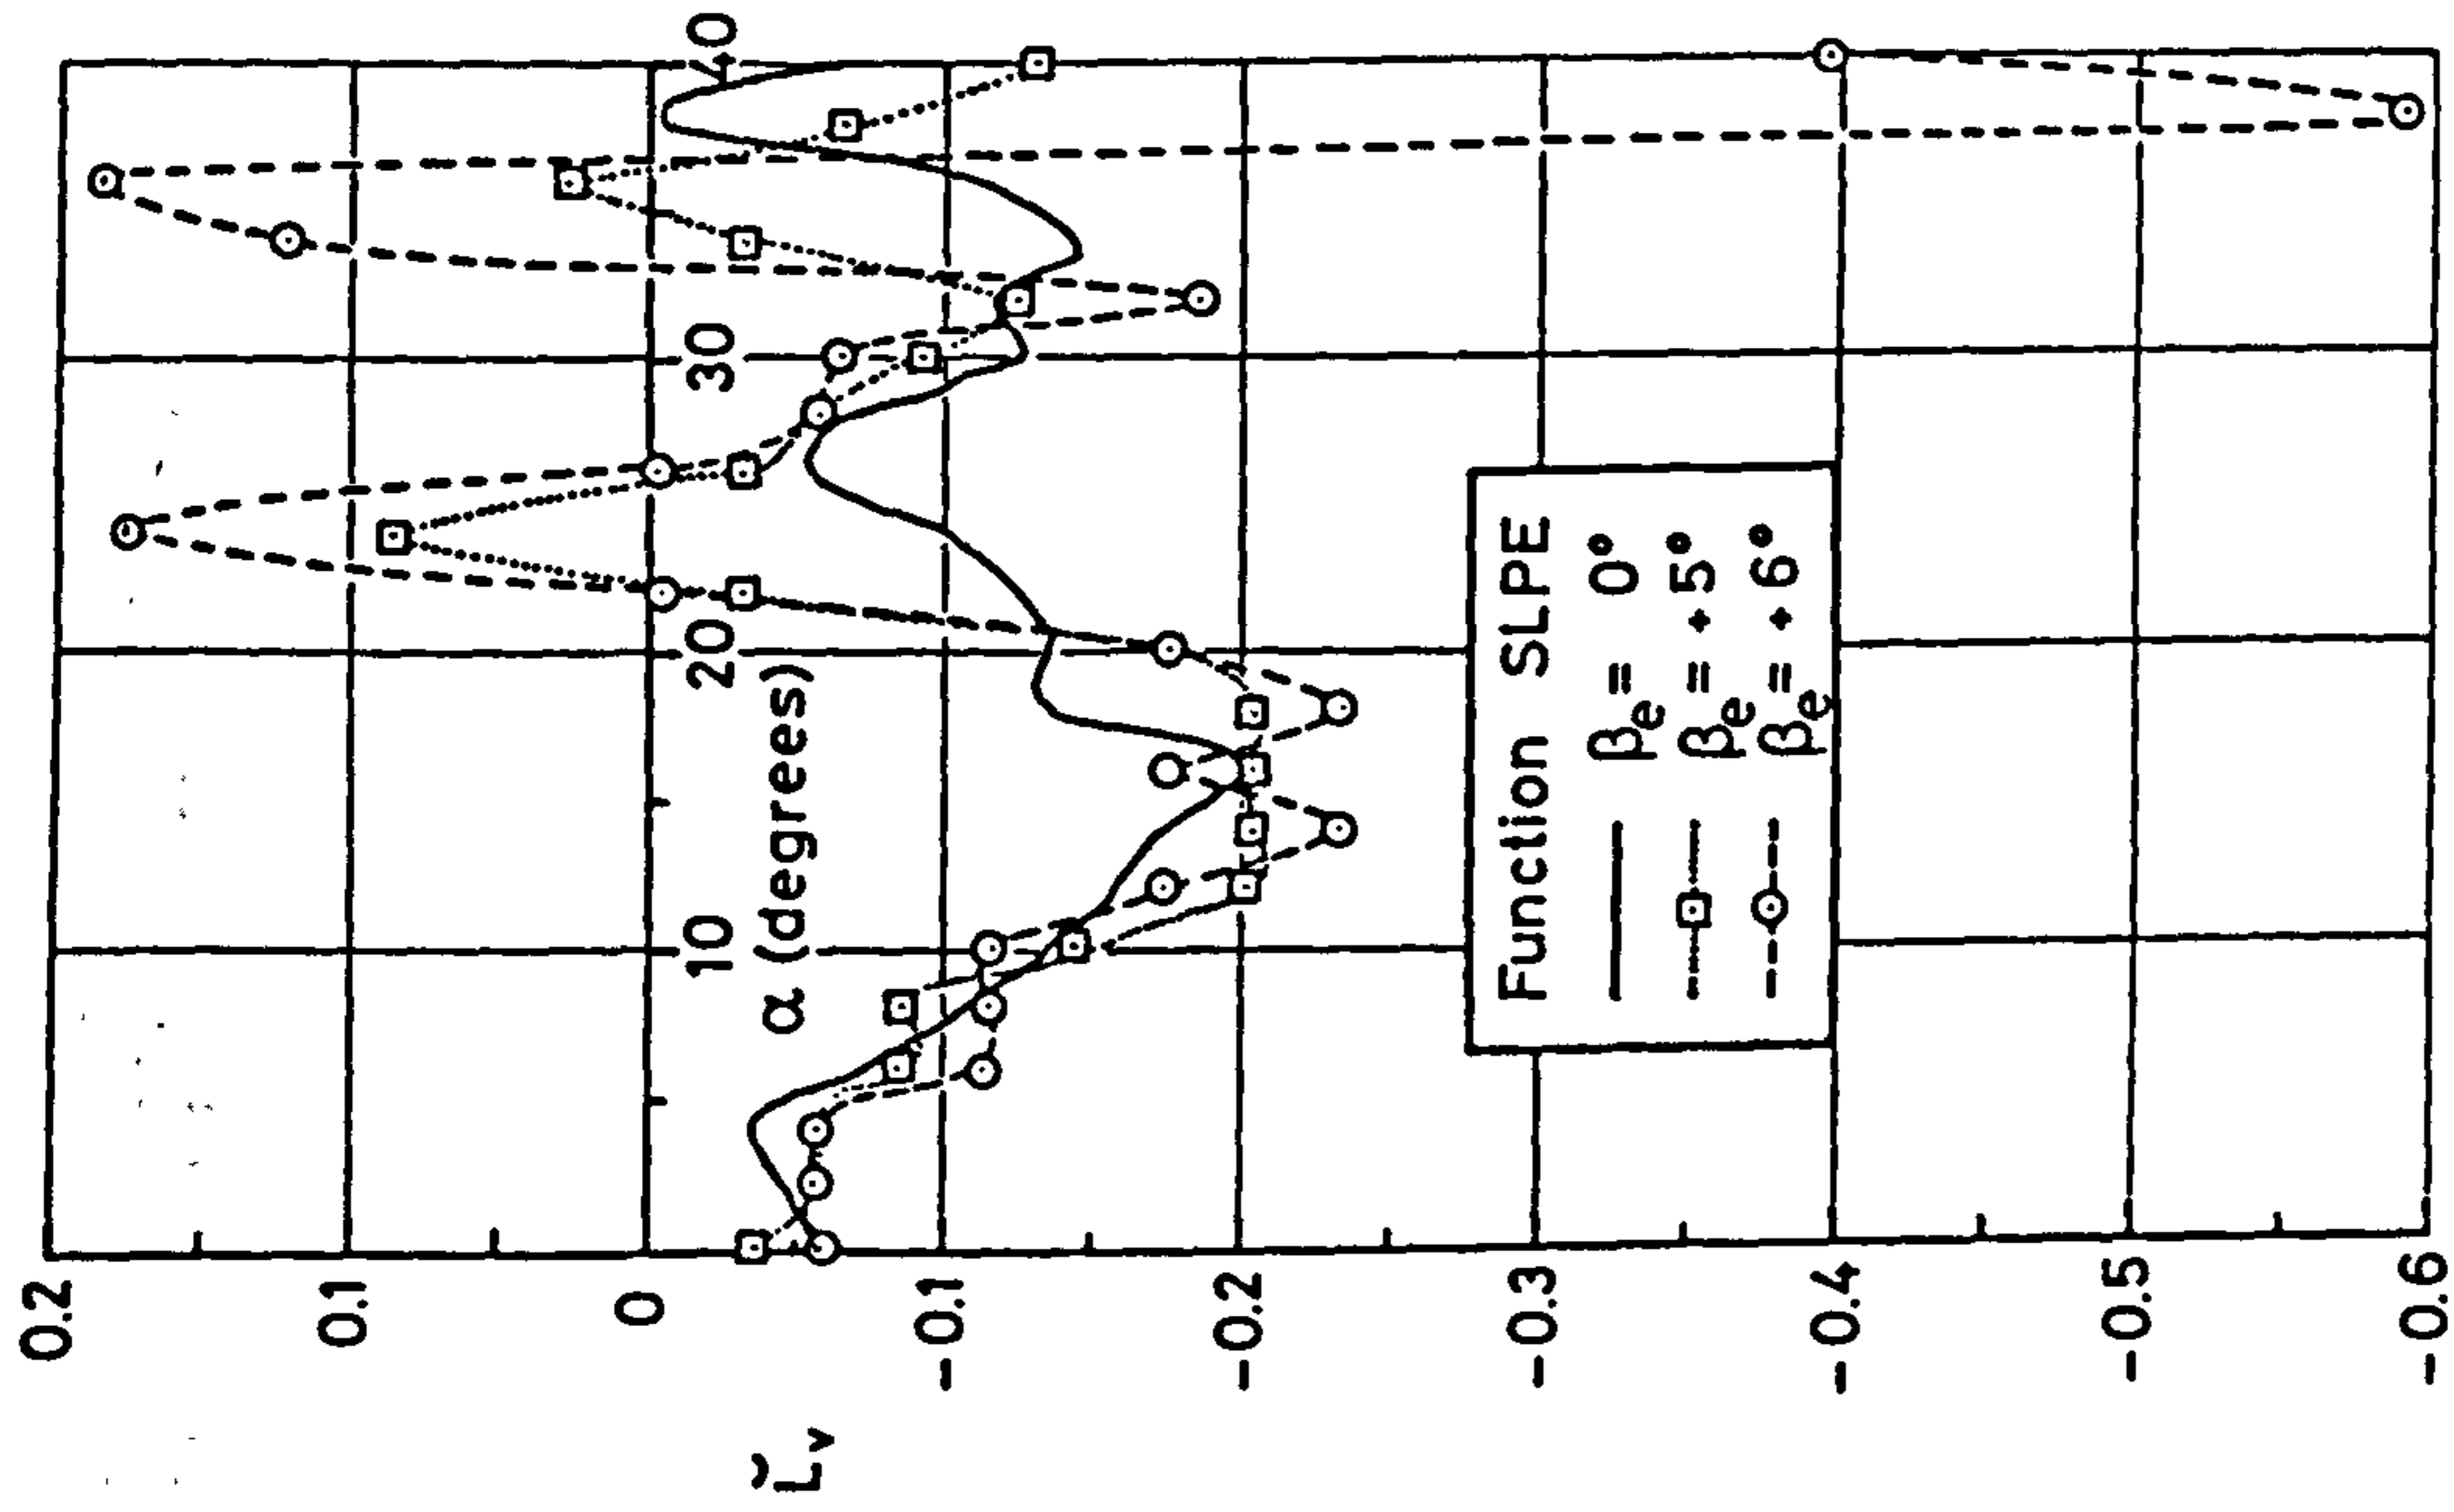 0.2
0.1
0
-0.1
-0.2
-0.3
-0.4
-0.5
-0.6
L̆ᵥ
10
20
30
40
α (degrees)
Function SLPE
βₑ = 0°
βₑ = +5°
βₑ = +6°